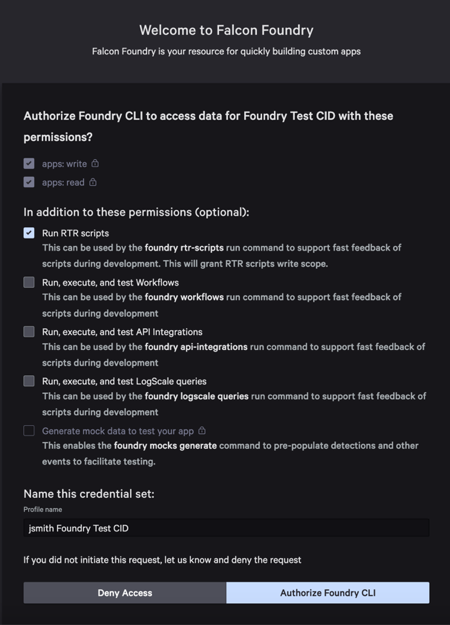 Welcome to Falcon Foundry
Falcon Foundry is your resource for quickly building custom apps
Authorize Foundry CLI to access data for Foundry Test CID with these
permissions?
apps: write
apps: read
In addition to these permissions (optional):
Run RTR scripts
This can be used by the foundry rtr-scripts run command to support fast feedback of
scripts during development. This will grant RTR scripts write scope.
Run, execute, and test Workflows
This can be used by the foundry workflows run command to support fast feedback of
scripts during development
Run, execute, and test API Integrations
This can be used by the foundry api-integrations run command to support fast feedback of
scripts during development
Run, execute, and test LogScale queries
This can be used by the foundry logscale queries run command to support fast feedback of
scripts during development
Generate mock data to test your app
This enables the foundry mocks generate command to pre-populate detections and other
events to facilitate testing.
Name this credential set:
Profile name
jsmith Foundry Test CID
If you did not initiate this request, let us know and deny the request
Deny Access
Authorize Foundry CLI